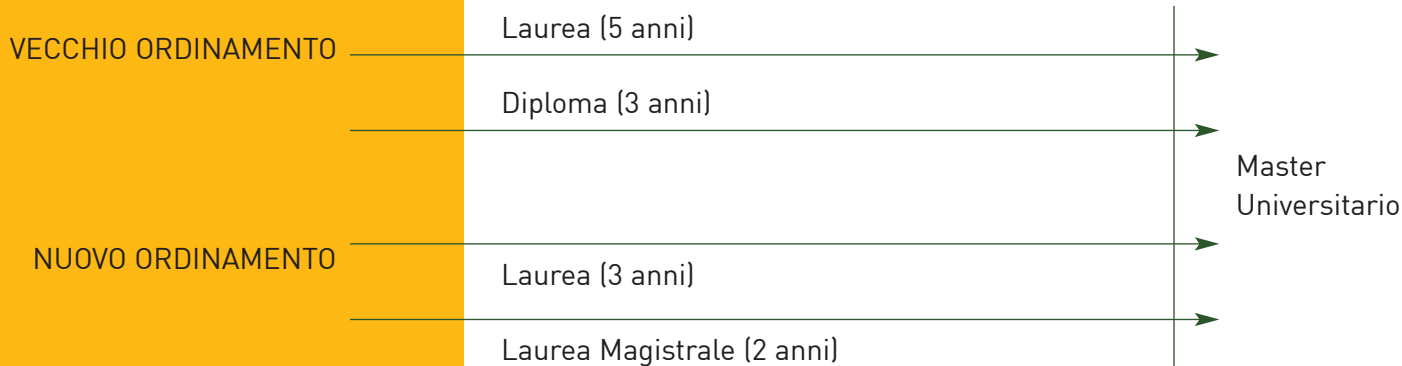 Laurea (5 anni)
VECCHIO ORDINAMENTO
Diploma (3 anni)
Master
Universitario
NUOVO ORDINAMENTO
Laurea (3 anni)
Laurea Magistrale (2 anni)